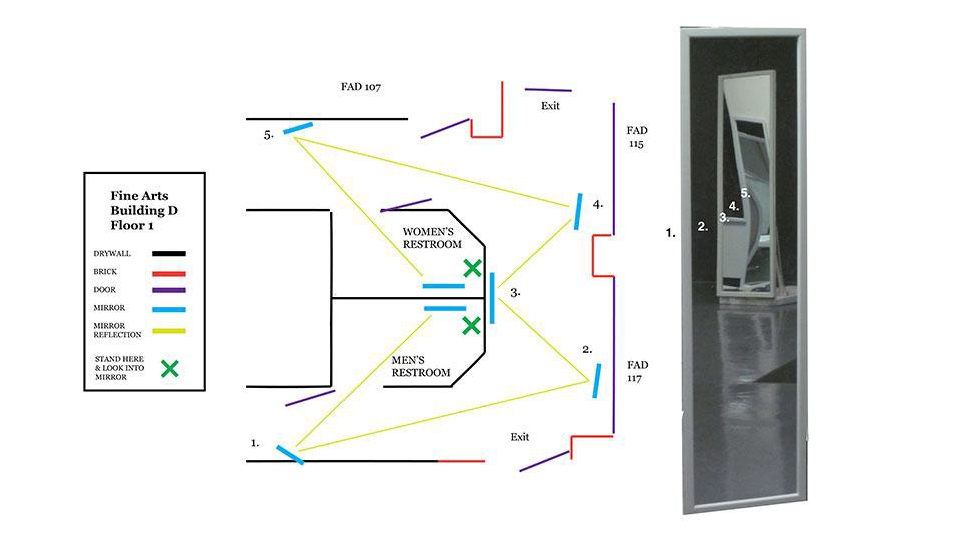 Fine Arts
Building D
Floor 1
DRYWALL
BRICK
DOOR
MIRROR
MIRROR
REFLECTION
STAND HERE
& LOOK INTO
MIRROR
FAD 107
Exit
5.
FAD
115
4.
WOMEN'S
RESTROOM
3.
MEN'S
RESTROOM
2.
FAD
117
1.
Exit
1.
2.
3.
4.
5.